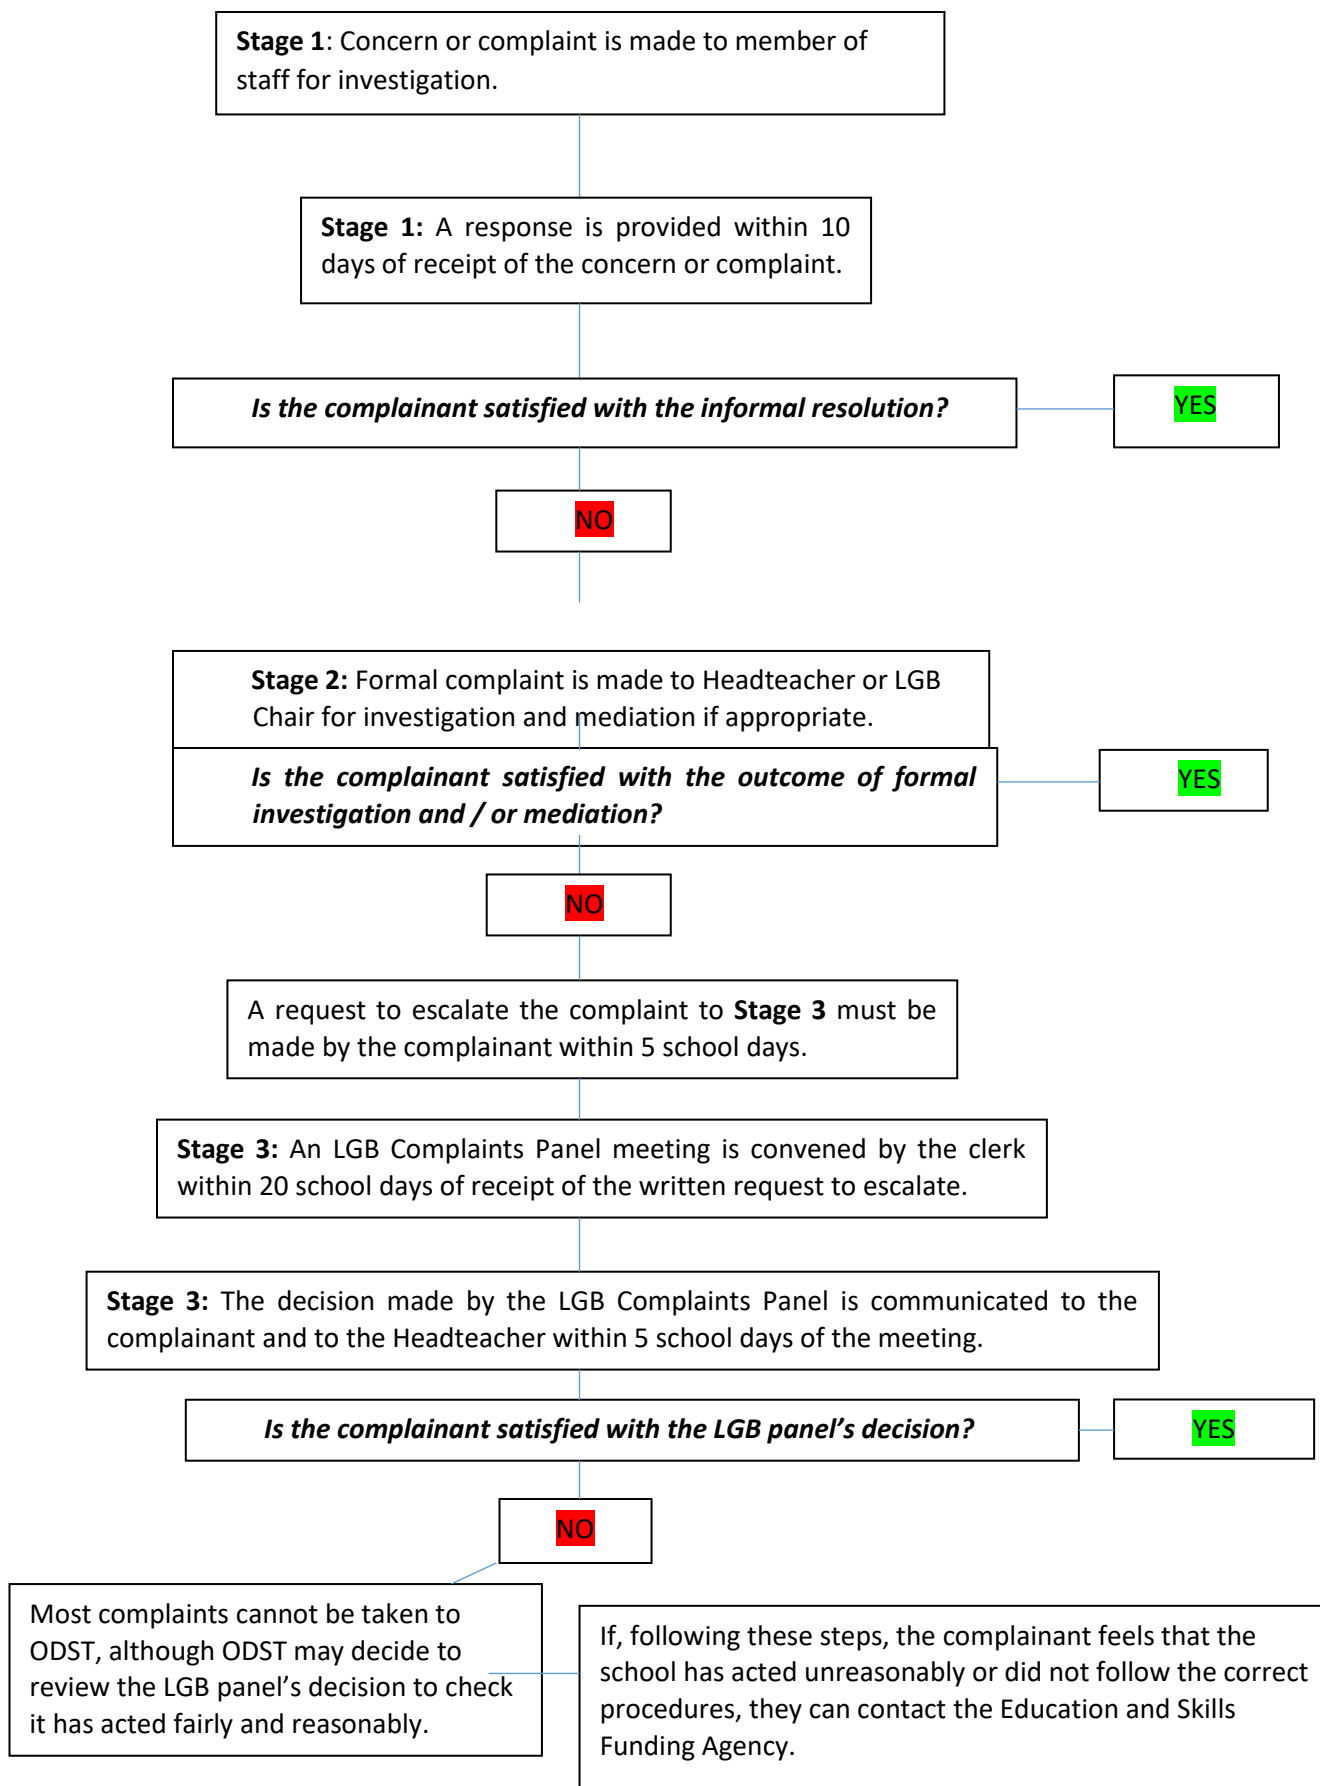 Stage 1: Concern or complaint is made to member of
staff for investigation.
Stage 1: A response is provided within 10
days of receipt of the concern or complaint.
Is the complainant satisfied with the informal resolution?
YES
NO
Stage 2: Formal complaint is made to Headteacher or LGB
Chair for investigation and mediation if appropriate.
Is the complainant satisfied with the outcome of formal
investigation and / or mediation?
YES
NO
A request to escalate the complaint to Stage 3 must be
made by the complainant within 5 school days.
Stage 3: An LGB Complaints Panel meeting is convened by the clerk
within 20 school days of receipt of the written request to escalate.
Stage 3: The decision made by the LGB Complaints Panel is communicated to the
complainant and to the Headteacher within 5 school days of the meeting.
Is the complainant satisfied with the LGB panel’s decision?
YES
NO
Most complaints cannot be taken to
ODST, although ODST may decide to
review the LGB panel’s decision to check
it has acted fairly and reasonably.
If, following these steps, the complainant feels that the
school has acted unreasonably or did not follow the correct
procedures, they can contact the Education and Skills
Funding Agency.